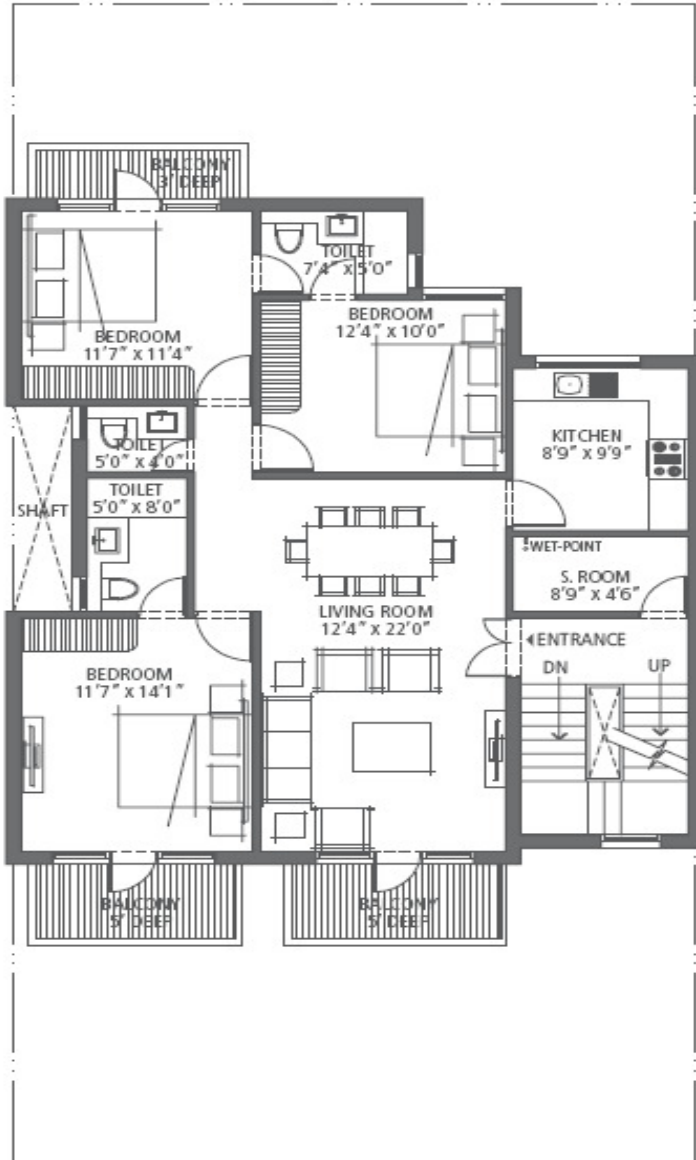 BALCONY
3' DEEP
TOILET
7'4" x 5'0"
BEDROOM
11'7" x 11'4"
BEDROOM
12'4" x 10'0"
KITCHEN
8'9" x 9'9"
TOILET
5'0" x 4'0"
TOILET
5'0" x 8'0"
SHAFT
WET-POINT
S. ROOM
8'9" x 4'6"
LIVING ROOM
12'4" x 22'0"
ENTRANCE
DN
UP
BEDROOM
11'7" x 14'1"
BALCONY
5' DEEP
BALCONY
5' DEEP